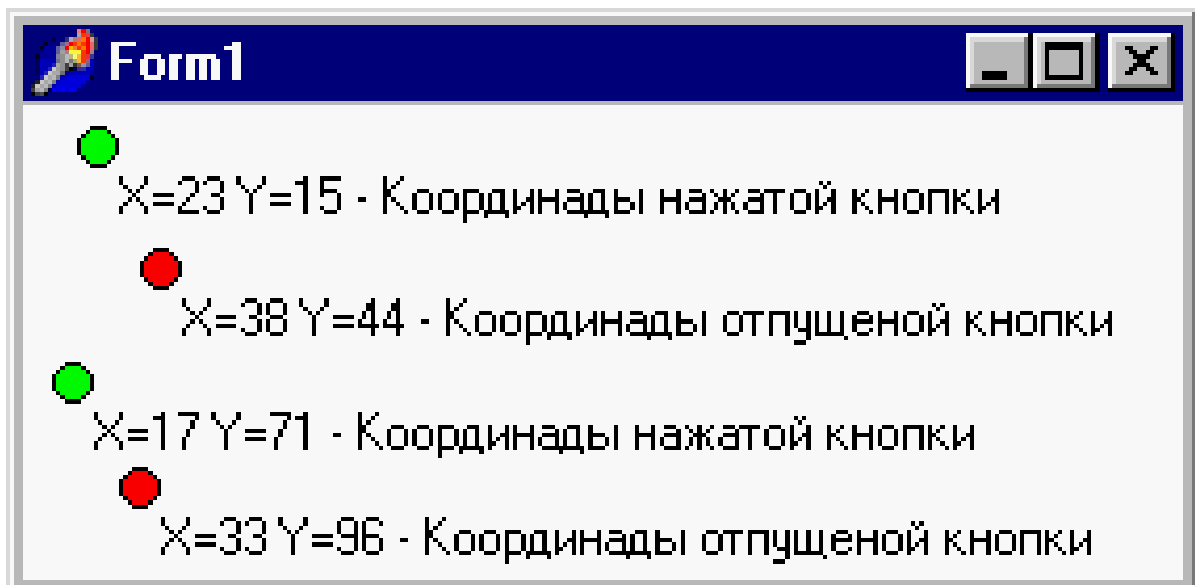 Form1
X=23 Y=15 - Координады нажатой кнопки
X=38 Y=44 - Координады отпущеной кнопки
X=17 Y=71 - Координады нажатой кнопки
X=33 Y=96 - Координады отпущеной кнопки